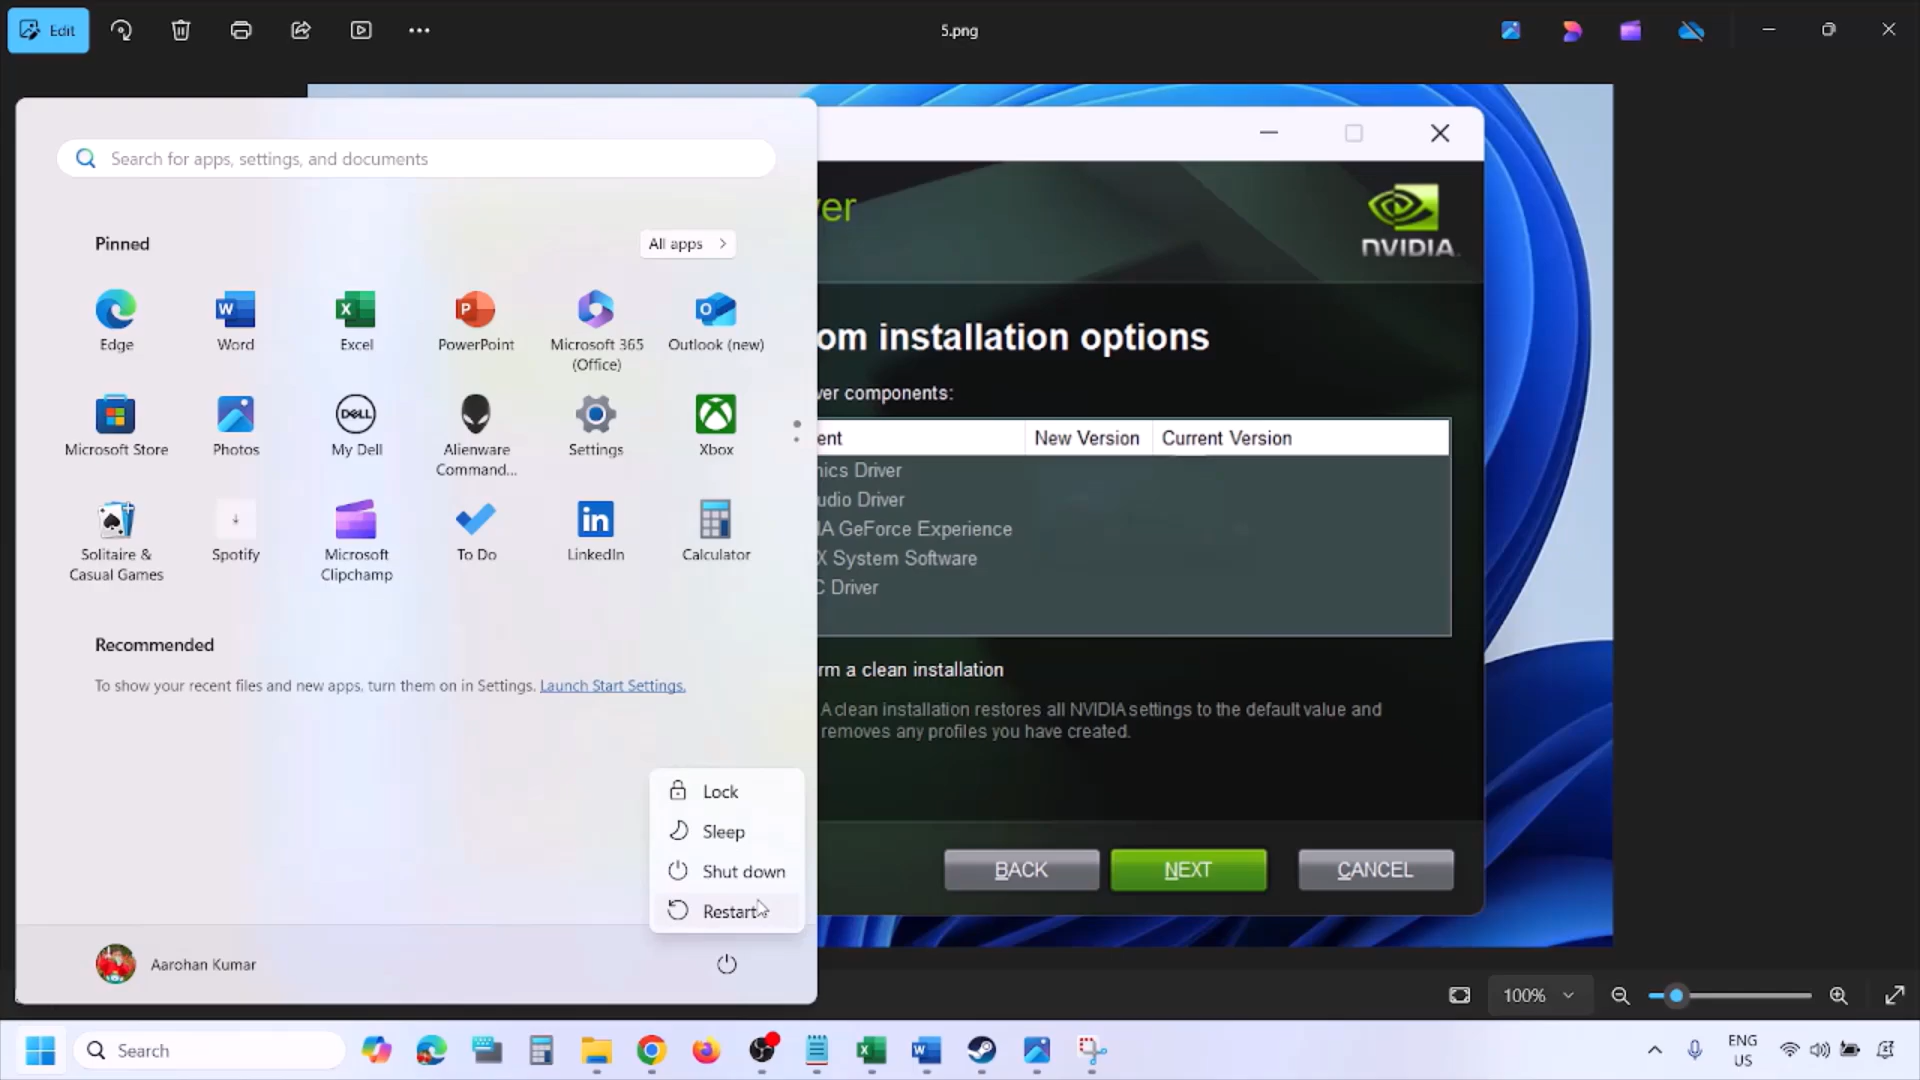 Edit
5.png
Search for apps, settings, and documents
Pinned
All apps
Edge
Word
Excel
PowerPoint
Microsoft 365
(Office)
Outlook (new)
Microsoft Store
Photos
DELL
My Dell
Alienware
Command...
Settings
Xbox
Solitaire &
Casual Games
Spotify
Microsoft
Clipchamp
To Do
LinkedIn
Calculator
Recommended
To show your recent files and new apps, turn them on in Settings. Launch Start Settings.
Lock
Sleep
Shut down
Restart
Aarohan Kumar
ver
NVIDIA
om installation options
ver components:
ent
New Version
Current Version
nics Driver
udio Driver
IA GeForce Experience
X System Software
C Driver
rm a clean installation
A clean installation restores all NVIDIA settings to the default value and
removes any profiles you have created.
BACK
NEXT
CANCEL
100%
Search
ENG
US